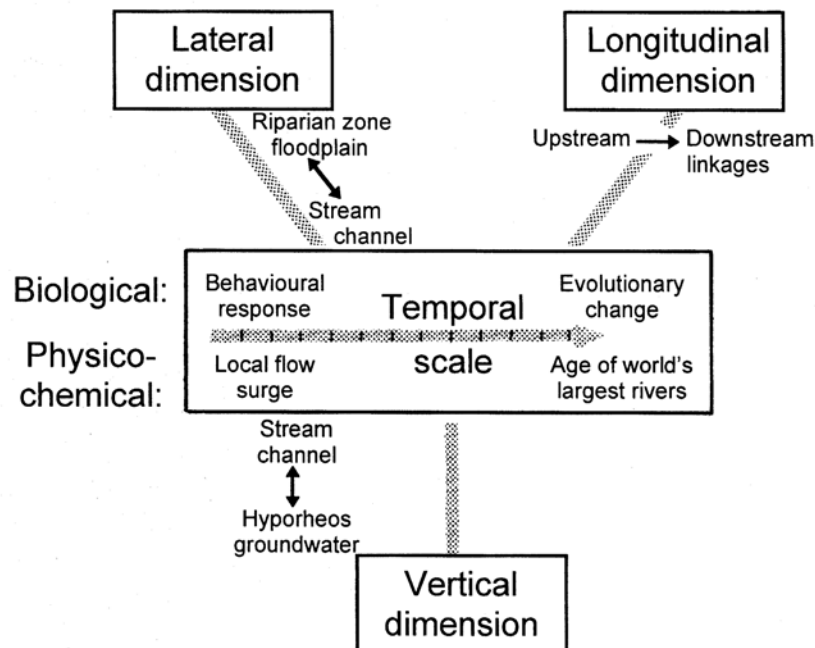 Lateral
dimension
Longitudinal
dimension
Riparian zone
floodplain
Stream
channel
Upstream
Downstream
linkages
Biological:
Physico-
chemical:
Behavioural
response
Temporal
scale
Evolutionary
change
Local flow
surge
Age of world's
largest rivers
Stream
channel
Hyporheos
groundwater
Vertical
dimension